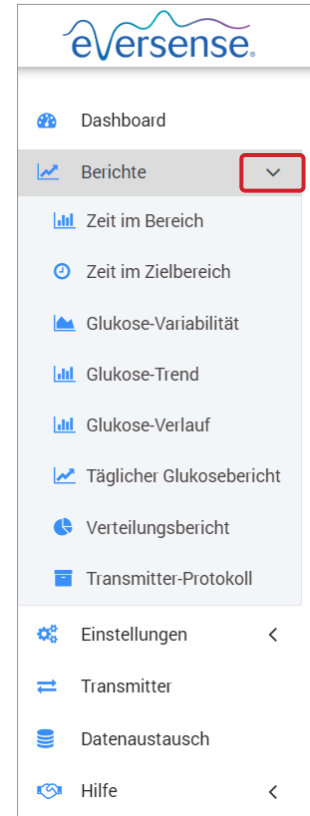 eversense.
Dashboard
Berichte
Zeit im Bereich
Zeit im Zielbereich
Glukose-Variabilität
Glukose-Trend
Glukose-Verlauf
Täglicher Glukosebericht
Verteilungsbericht
Transmitter-Protokoll
Einstellungen
Transmitter
Datenaustausch
Hilfe